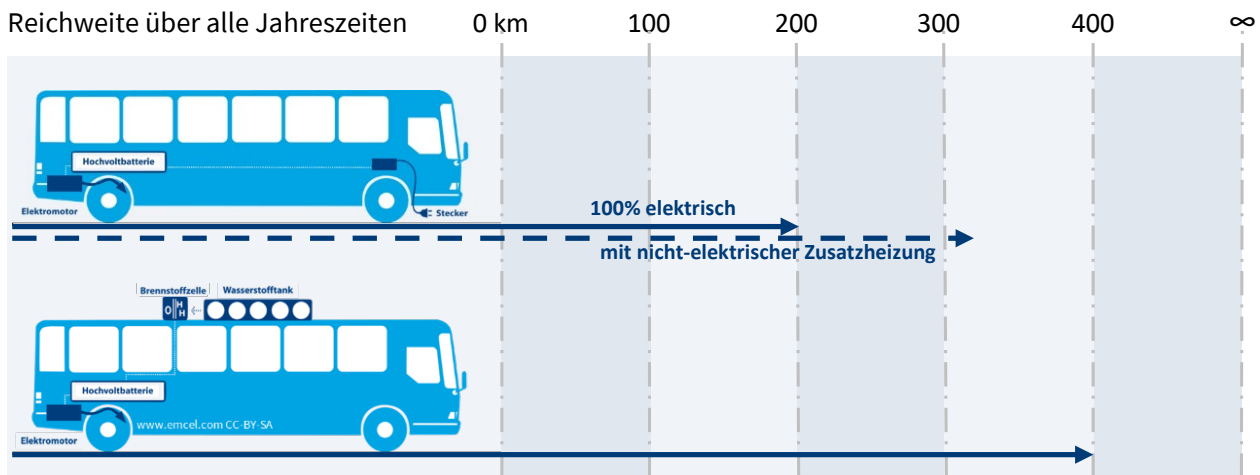 Reichweite über alle Jahreszeiten 0 km 100 200 300 400 ∞
Hochvoltbatterie
Elektromotor
Stecker
100% elektrisch
mit nicht-elektrischer Zusatzheizung
Brennstoffzelle Wasserstofftank
O H H
Hochvoltbatterie
www.emcel.com CC-BY-SA
Elektromotor